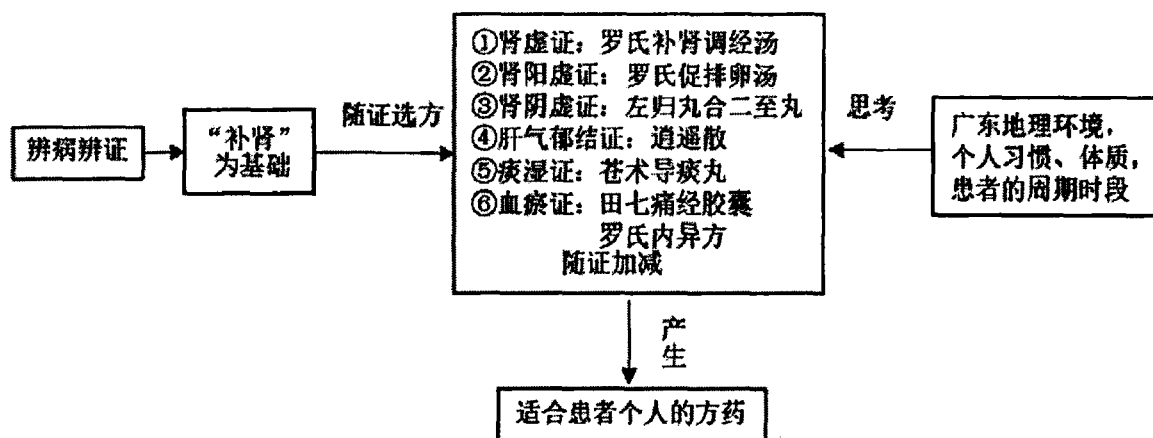 辨病辨证
“补肾”
为基础
随证选方
①肾虚证：罗氏补肾调经汤
②肾阳虚证：罗氏促排卵汤
③肾阴虚证：左归丸合二至丸
④肝气郁结证：逍遥散
⑤痰湿证：苍术导痰丸
⑥血瘀证：田七痛经胶囊
罗氏内异方
随证加减
思考
广东地理环境，
个人习惯、体质，
患者的周期时段
产
生
适合患者个人的方药